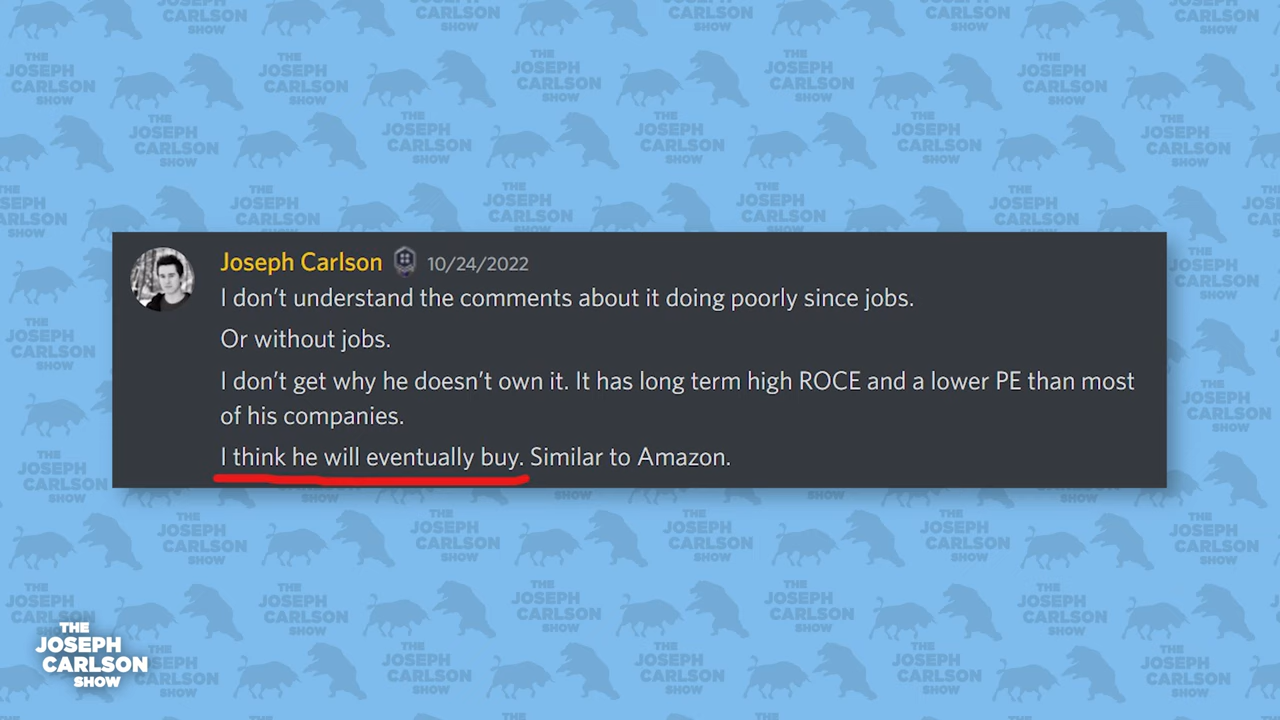 Joseph Carlson 10/24/2022
I don't understand the comments about it doing poorly since jobs.
Or without jobs.
I don't get why he doesn't own it. It has long term high ROCE and a lower PE than most
of his companies.
I think he will eventually buy. Similar to Amazon.
THE
JOSEPH
CARLSON
SHOW